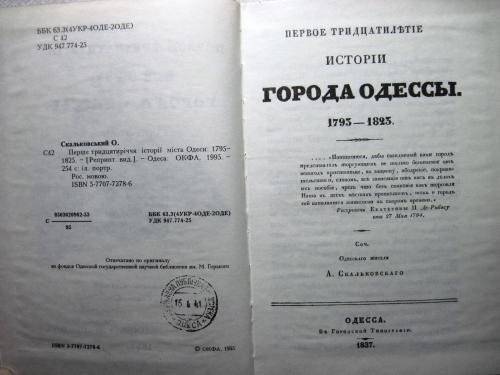 ББК 63.3(4УКР-4ОДЕ-2ОДЕ)
С 42
УДК 947.774-25
Скальковський О.
С42 Перше тридцатиріччя історії міста Одеси: 1795-
1825. — [Репринт. вид.]. — Одеса. ОКФА. 1995. —
254 с: іл. портр.
Рос. мовою.
ISBN 5-7707-7278-6
С
95
ББК 63.3(4УКР-4ОДЕ-2ОДЕ)
УДК 947.774-25
Отпечатано по оригиналу
из фондов Одесской государственной научной библиотеки им. М. Горького
ISBN 5-7707-7278-6
© ОКФА, 1995
ПЕРВОЕ ТРИДЦАТИЛѢТІЕ
ИСТОРІИ
ГОРОДА ОДЕССЫ.
1793—1823.
Рескриптъ Екатерины II Де-Рибасу
отъ 27 Мая 1794.
Соч.
Одесскаго жителя
А. Скальковскаго
ОДЕССА.
Въ Городской Типографіи.
1837.